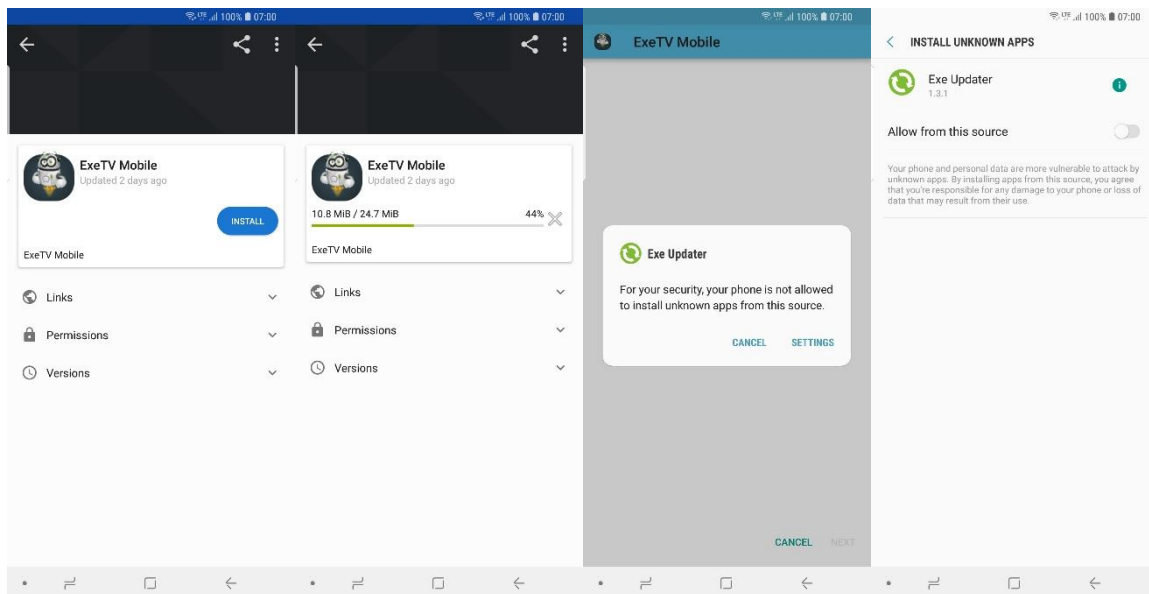 LTE 100% 07:00
ExeTV Mobile
Updated 2 days ago
INSTALL
ExeTV Mobile
Links
Permissions
Versions
LTE 100% 07:00
ExeTV Mobile
Updated 2 days ago
10.8 MiB / 24.7 MiB 44%
ExeTV Mobile
Links
Permissions
Versions
LTE 100% 07:00
ExeTV Mobile
Exe Updater
For your security, your phone is not allowed
to install unknown apps from this source.
CANCEL SETTINGS
CANCEL NEXT
LTE 100% 07:00
INSTALL UNKNOWN APPS
Exe Updater
1.3.1
Allow from this source
Your phone and personal data are more vulnerable to attack by
unknown apps. By installing apps from this source, you agree
that you're responsible for any damage to your phone or loss of
data that may result from their use.